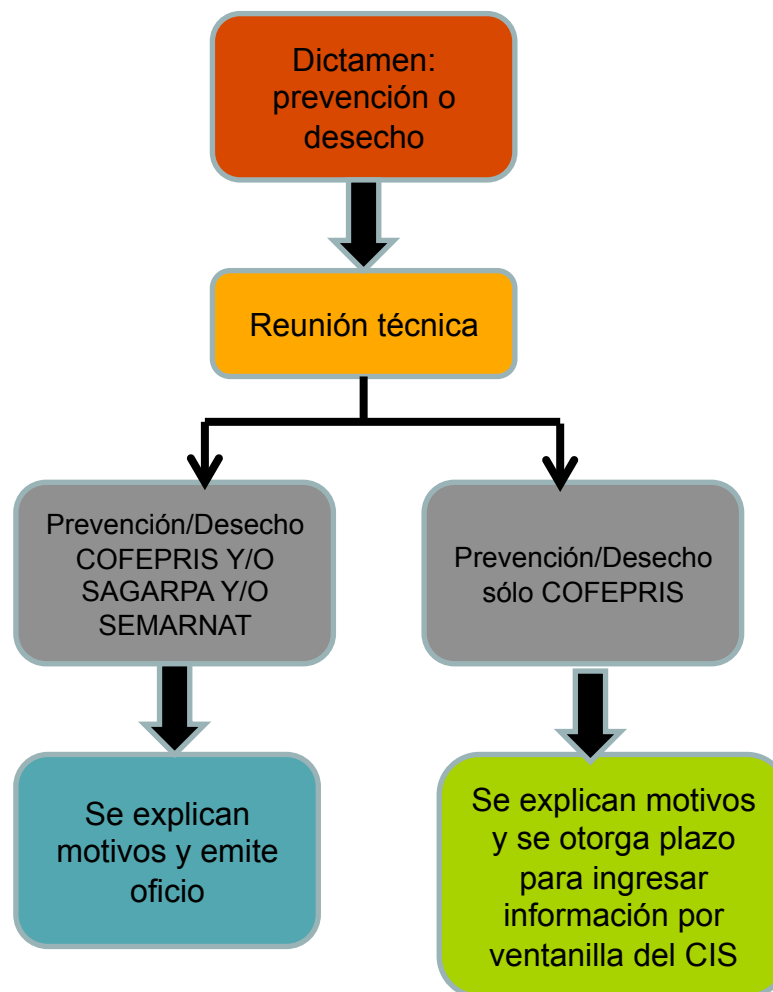 Dictamen:
prevención o
desecho
Reunión técnica
Prevención/Desecho
COFEPRIS Y/O
SAGARPA Y/O
SEMARNAT
Prevención/Desecho
sólo COFEPRIS
Se explican
motivos y emite
oficio
Se explican motivos
y se otorga plazo
para ingresar
información por
ventanilla del CIS